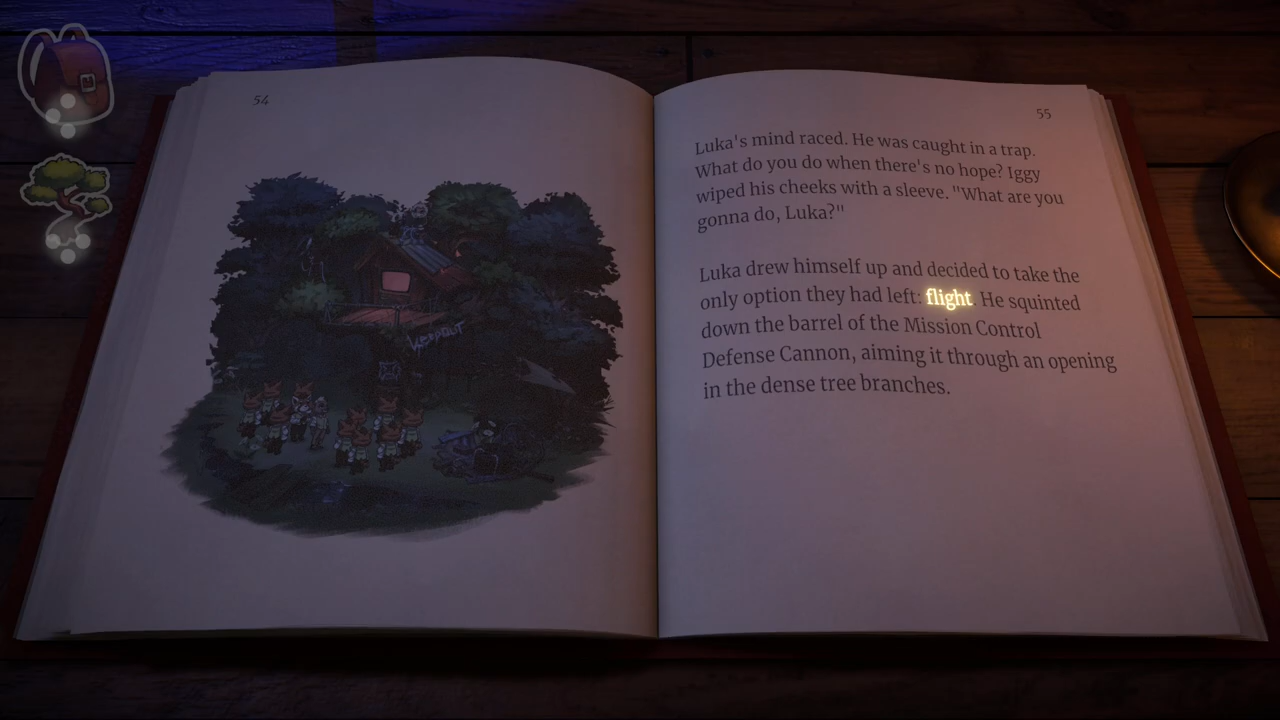 54
KEEP OUT
55
Luka's mind raced. He was caught in a trap.
What do you do when there's no hope? Iggy
wiped his cheeks with a sleeve. "What are you
gonna do, Luka?"
Luka drew himself up and decided to take the
only option they had left: flight. He squinted
down the barrel of the Mission Control
Defense Cannon, aiming it through an opening
in the dense tree branches.